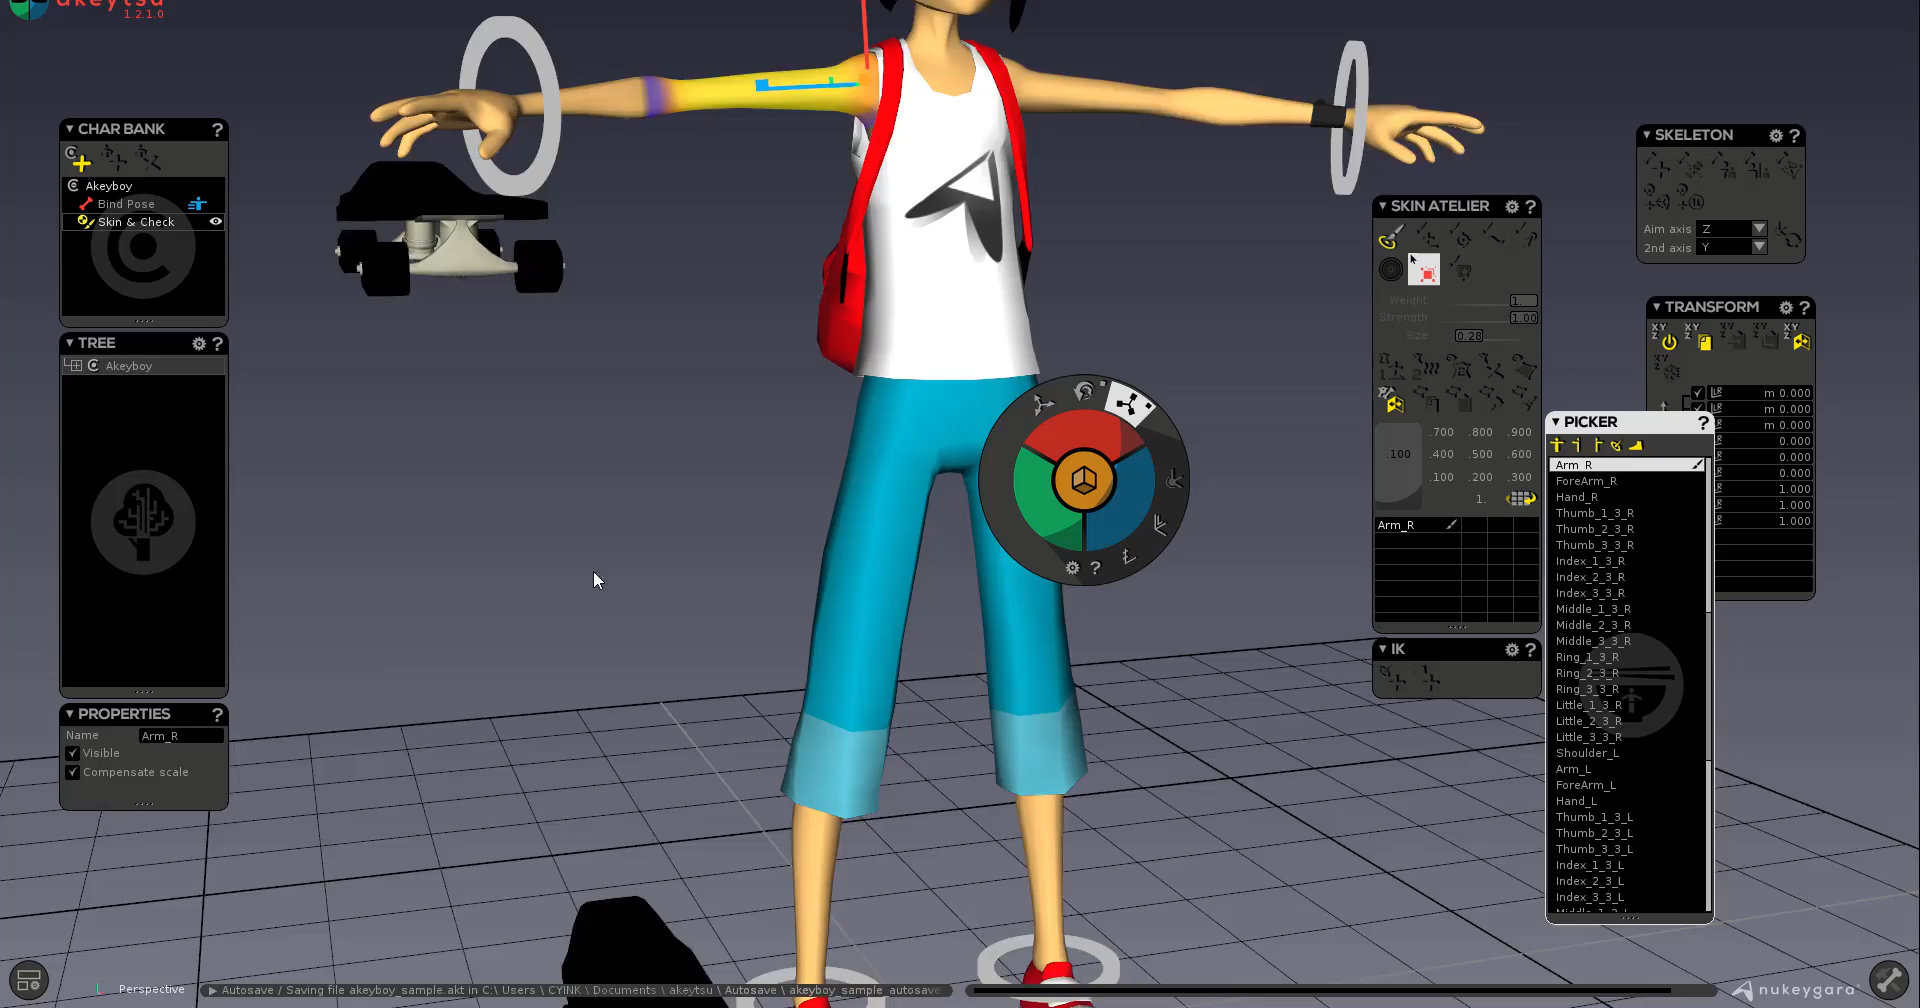 akeytsu
1.2.1.0
CHAR BANK
?
Akeyboy
Bind Pose
Skin & Check
TREE
?
Akeyboy
PROPERTIES
?
Name Arm_R
Visible
Compensate scale
SKELETON
?
Aim axis Z
2nd axis Y
SKIN ATELIER
?
Weight 1.
Strength 1.00
Size 0.28
.100
.700 .800 .900
.400 .500 .600
.100 .200 .300
1.
Arm_R
IK
?
TRANSFORM
?
m 0.000
m 0.000
m 0.000
0.000
0.000
0.000
1.000
1.000
1.000
PICKER
?
Arm_R
ForeArm_R
Hand_R
Thumb_1_3_R
Thumb_2_3_R
Thumb_3_3_R
Index_1_3_R
Index_2_3_R
Index_3_3_R
Middle_1_3_R
Middle_2_3_R
Middle_3_3_R
Ring_1_3_R
Ring_2_3_R
Ring_3_3_R
Little_1_3_R
Little_2_3_R
Little_3_3_R
Shoulder_L
Arm_L
ForeArm_L
Hand_L
Thumb_1_3_L
Thumb_2_3_L
Thumb_3_3_L
Index_1_3_L
Index_2_3_L
Index_3_3_L
Middle_1_3_L
?
Perspective
Autosave / Saving file akeyboy_sample.akt in C:\ Users \ CYINK \ Documents \ akeytsu \ Autosave \ akeyboy_sample_autosave
nukeygara